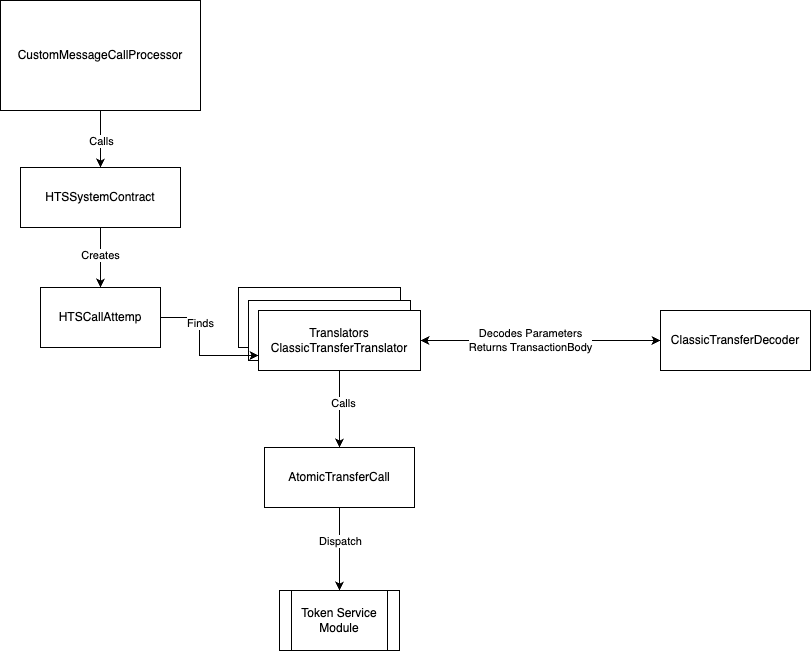 CustomMessageCallProcessor
Calls
HTSSystemContract
Creates
HTSCallAttemp
Finds
Translators
ClassicTransferTranslator
Decodes Parameters
Returns TransactionBody
ClassicTransferDecoder
Calls
AtomicTransferCall
Dispatch
Token Service
Module